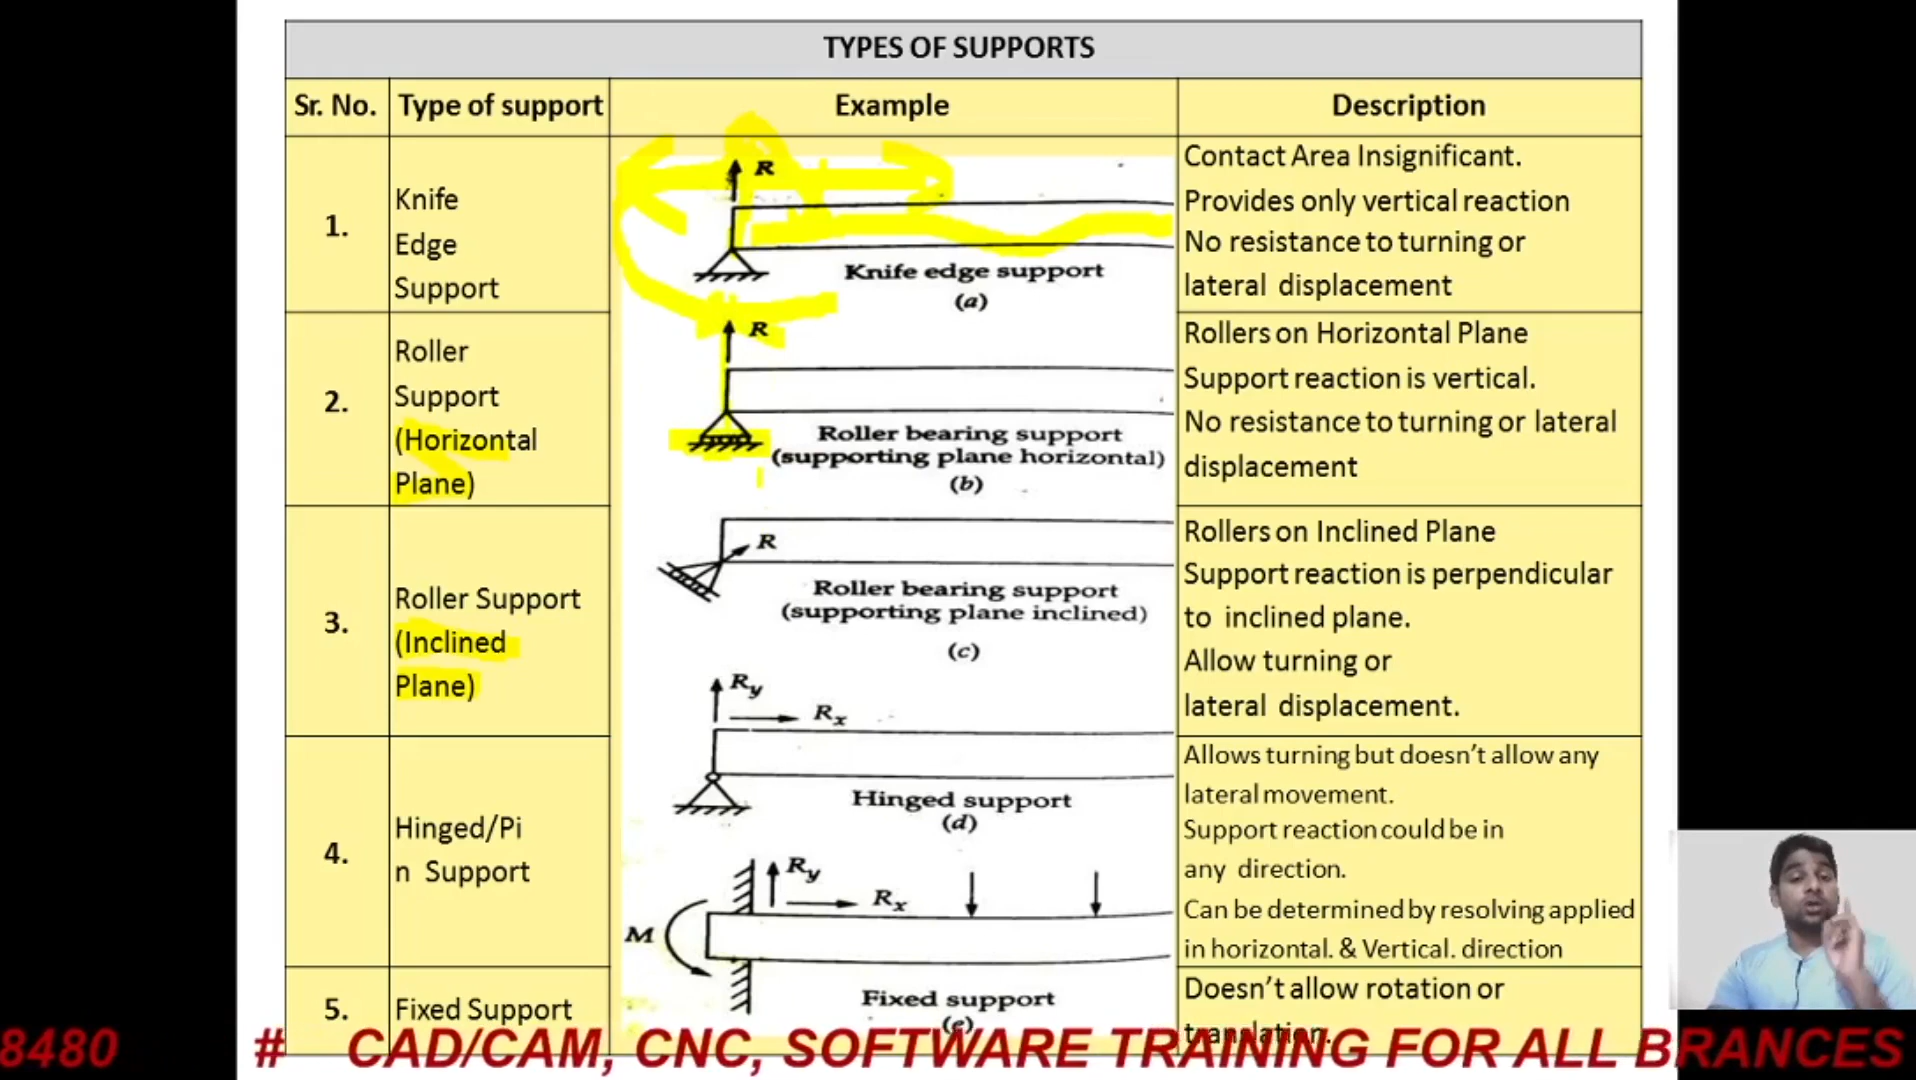 TYPES OF SUPPORTS
Sr. No. Type of support Example Description
1.
Knife
Edge
Support
R
Knife edge support
(a)
Contact Area Insignificant.
Provides only vertical reaction
No resistance to turning or
lateral displacement
2.
Roller
Support
(Horizontal
Plane)
R
Roller bearing support
(supporting plane horizontal)
(b)
Rollers on Horizontal Plane
Support reaction is vertical.
No resistance to turning or lateral
displacement
3.
Roller Support
(Inclined
Plane)
R
Roller bearing support
(supporting plane inclined)
(c)
Rollers on Inclined Plane
Support reaction is perpendicular
to inclined plane.
Allow turning or
lateral displacement.
4.
Hinged/Pi
n Support
Ry
Rx
Hinged support
(d)
Allows turning but doesn't allow any
lateral movement.
Support reaction could be in
any direction.
Can be determined by resolving applied
in horizontal. & Vertical. direction
5.
Fixed Support
Ry
Rx
M
Fixed support
(e)
Doesn't allow rotation or
translation.
8480 # CAD/CAM, CNC, SOFTWARE TRAINING FOR ALL BRANCES